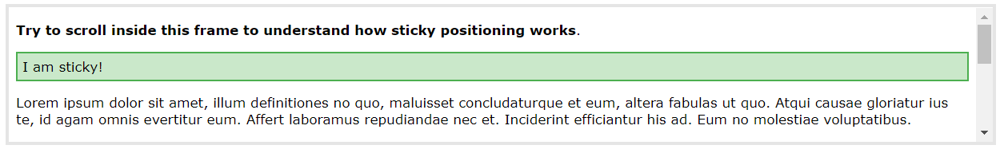 Try to scroll inside this frame to understand how sticky positioning works.
I am sticky!
Lorem ipsum dolor sit amet, illum definitiones no quo, maluisset concludaturque et eum, altera fabulas ut quo. Atqui causae gloriatur ius
te, id agam omnis evertitur eum. Affert laboramus repudiandae nec et. Inciderint efficiantur his ad. Eum no molestiae voluptatibus.